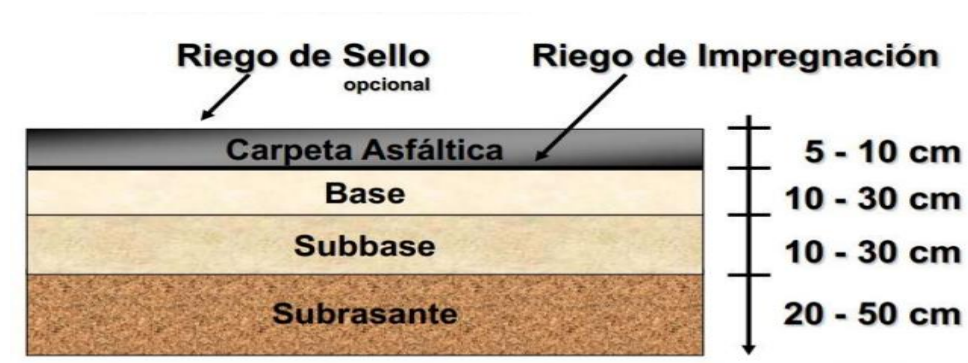 Riego de Sello
opcional
Riego de Impregnación
Carpeta Asfáltica
5 - 10 cm
Base
10 - 30 cm
Subbase
10 - 30 cm
Subrasante
20 - 50 cm